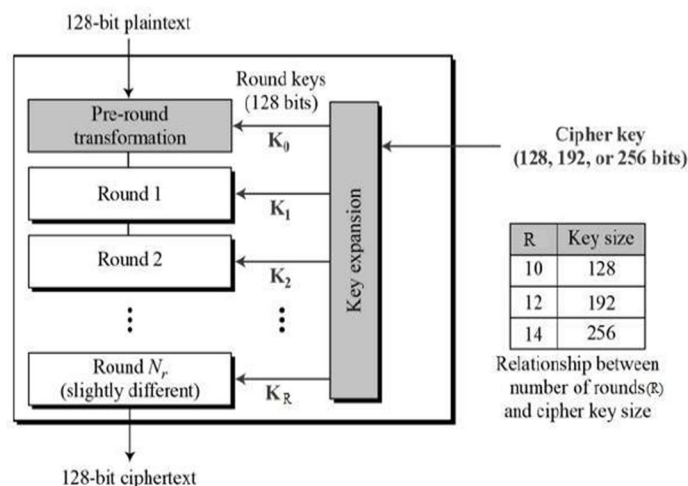 128-bit plaintext
Round keys
(128 bits)
Pre-round
transformation
K0
Cipher key
(128, 192, or 256 bits)
Round 1
K1
Round 2
K2
Key expansion
Round Nr
(slightly different)
KR
128-bit ciphertext
R Key size
10 128
12 192
14 256
Relationship between
number of rounds(R)
and cipher key size